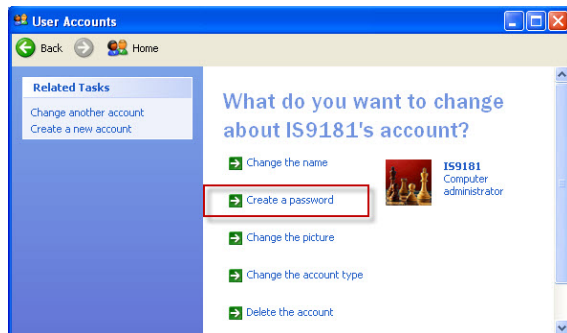 User Accounts
Back Home
Related Tasks
Change another account
Create a new account
What do you want to change
about IS9181's account?
Change the name
IS9181
Computer
administrator
Create a password
Change the picture
Change the account type
Delete the account